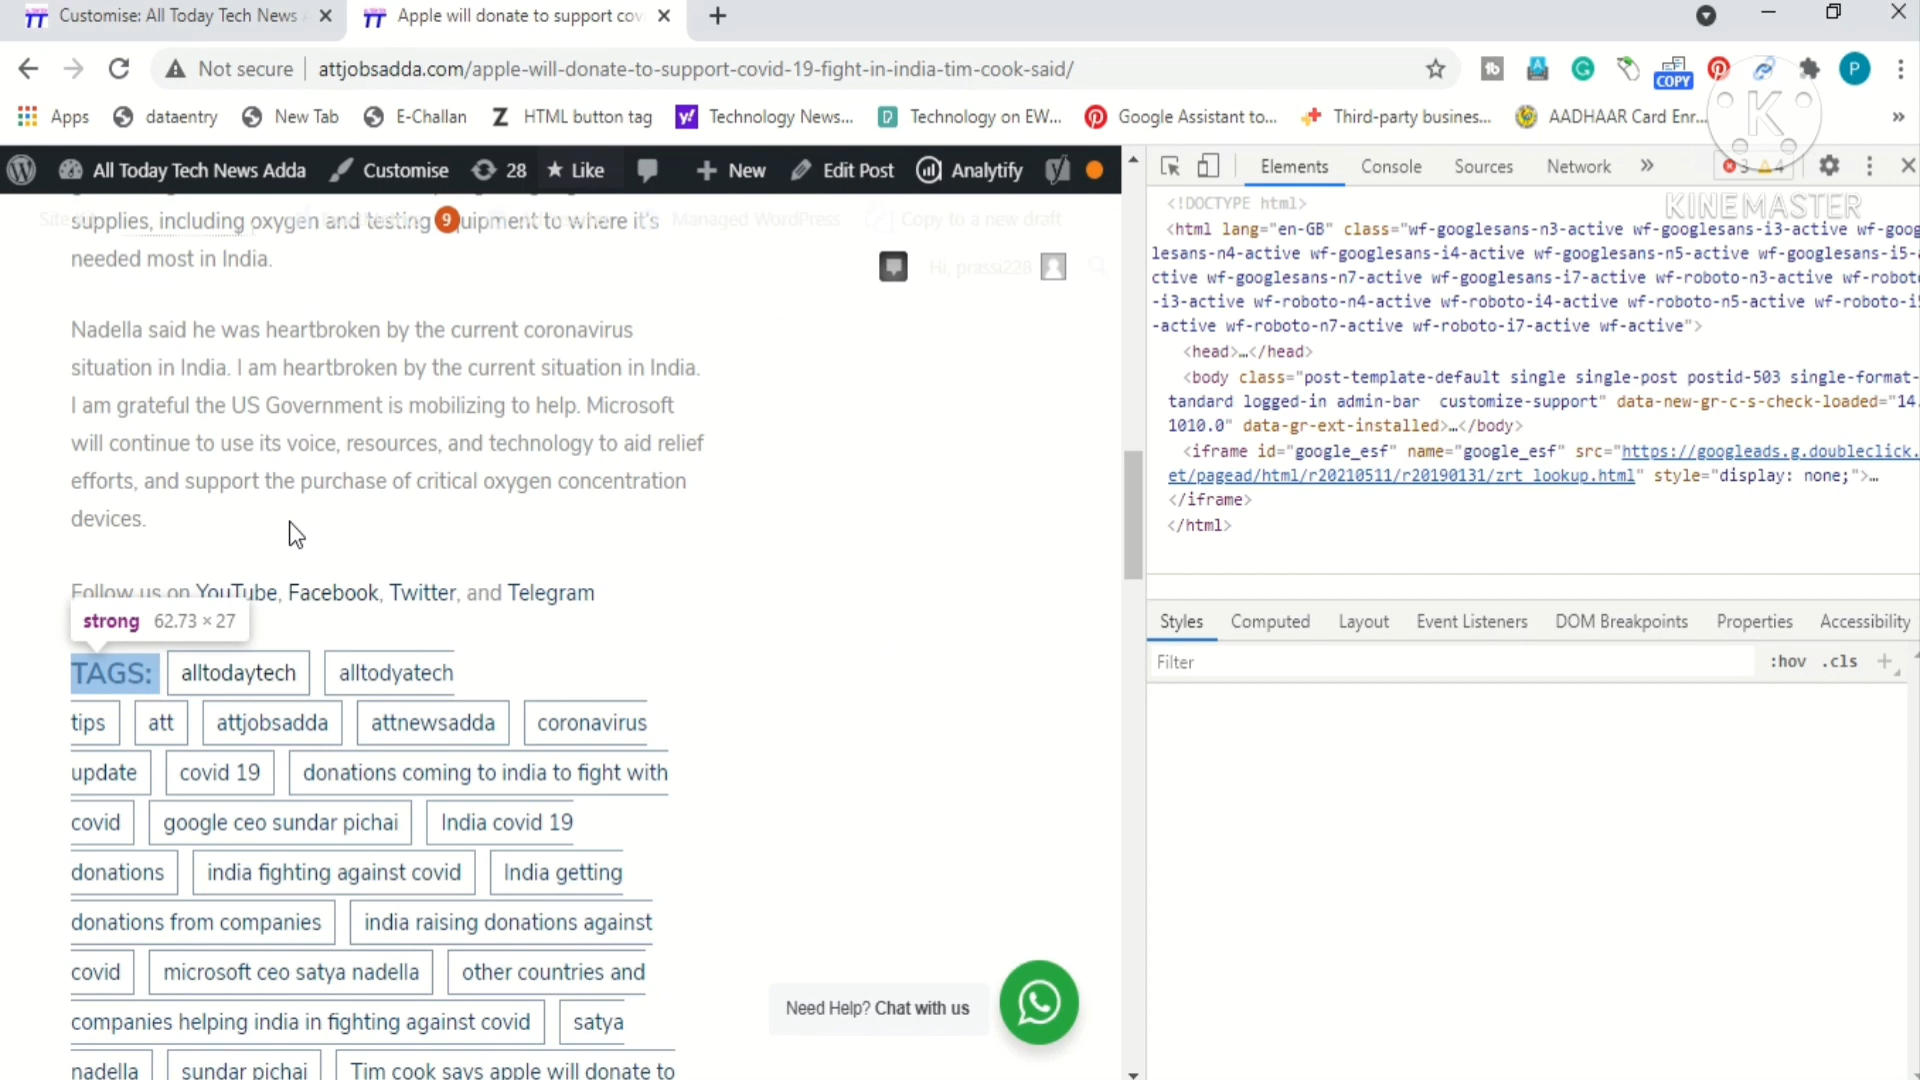 Customise: All Today Tech News
Apple will donate to support cov
Not secure
attjobsadda.com/apple-will-donate-to-support-covid-19-fight-in-india-tim-cook-said/
COPY
P
Apps
dataentry
New Tab
E-Challan
HTML button tag
Technology News...
Technology on EW...
Google Assistant to...
Third-party busines...
AADHAAR Card Enr...
»
K
KINEMASTER
All Today Tech News Adda
Customise
28
Like
New
Edit Post
Analytify
9
Managed WordPress
Copy to a new draft
Hi, prassi228
supplies, including oxygen and testing equipment to where it's
needed most in India.
Nadella said he was heartbroken by the current coronavirus
situation in India. I am heartbroken by the current situation in India.
I am grateful the US Government is mobilizing to help. Microsoft
will continue to use its voice, resources, and technology to aid relief
efforts, and support the purchase of critical oxygen concentration
devices.
Follow us on YouTube, Facebook, Twitter, and Telegram
strong 62.73 × 27
TAGS: alltodaytech alltodyatech
tips att attjobsadda attnewsadda coronavirus
update covid 19 donations coming to india to fight with
covid google ceo sundar pichai India covid 19
donations india fighting against covid India getting
donations from companies india raising donations against
covid microsoft ceo satya nadella other countries and
companies helping india in fighting against covid satya
nadella sundar pichai Tim cook says apple will donate to
Need Help? Chat with us
Elements
Console
Sources
Network
»
3
4
<!DOCTYPE html>
<html lang="en-GB" class="wf-googlesans-n3-active wf-googlesans-i3-active wf-goog
lesans-n4-active wf-googlesans-i4-active wf-googlesans-n5-active wf-googlesans-i5-
ctive wf-googlesans-n7-active wf-googlesans-i7-active wf-roboto-n3-active wf-robot
-i3-active wf-roboto-n4-active wf-roboto-i4-active wf-roboto-n5-active wf-roboto-i5
-active wf-roboto-n7-active wf-roboto-i7-active wf-active">
<head>…</head>
<body class="post-template-default single single-post postid-503 single-format-
tandard logged-in admin-bar customize-support" data-new-gr-c-s-check-loaded="14.
1010.0" data-gr-ext-installed>…</body>
<iframe id="google_esf" name="google_esf" src="https://googleads.g.doubleclick.
et/pagead/html/r20210511/r20190131/zrt_lookup.html" style="display: none;">…
</iframe>
</html>
Styles
Computed
Layout
Event Listeners
DOM Breakpoints
Properties
Accessibility
Filter
:hov
.cls